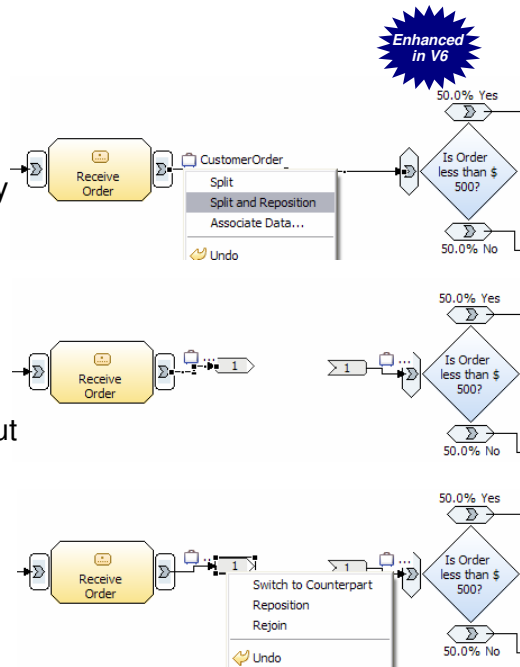 Enhanced
in V6
50.0% Yes
Receive
Order
CustomerOrder
Is Order
less than $
500?
Split
Split and Reposition
Associate Data...
Undo
50.0% No
y
50.0% Yes
Receive
Order
...
1
1
...
Is Order
less than $
500?
50.0% No
ut
50.0% Yes
Receive
Order
...
1
1
...
Is Order
less than $
500?
Switch to Counterpart
Reposition
Rejoin
Undo
50.0% No